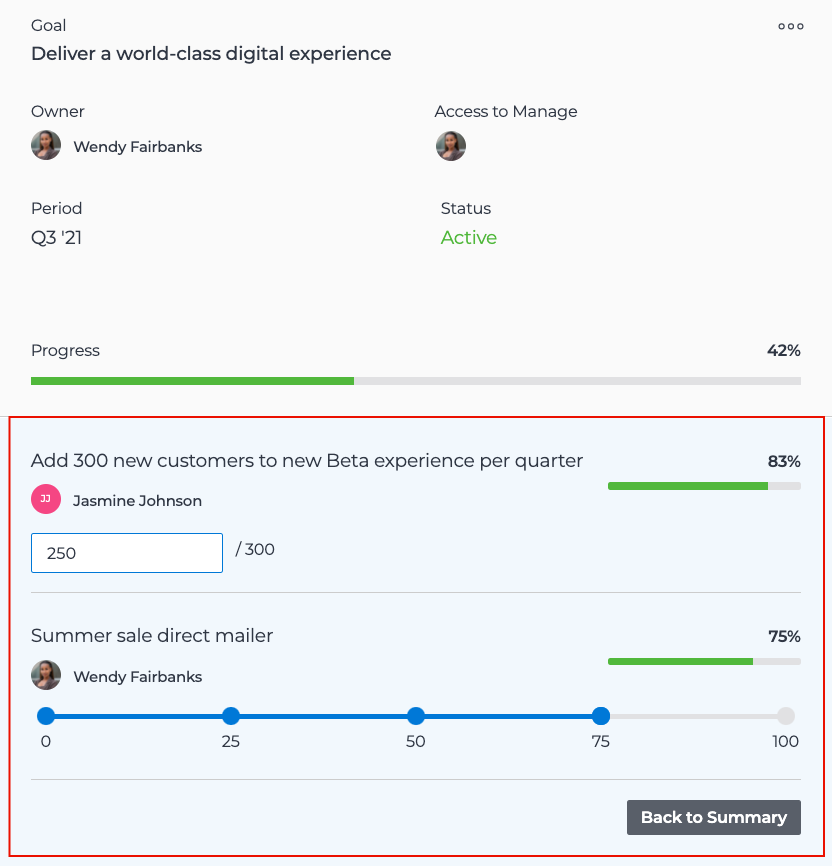 Goal
Deliver a world-class digital experience
Owner
Access to Manage
Wendy Fairbanks
Period
Status
Q3 '21
Active
Progress
42%
Add 300 new customers to new Beta experience per quarter
83%
JJ
Jasmine Johnson
250
/ 300
Summer sale direct mailer
75%
Wendy Fairbanks
0 25 50 75 100
Back to Summary